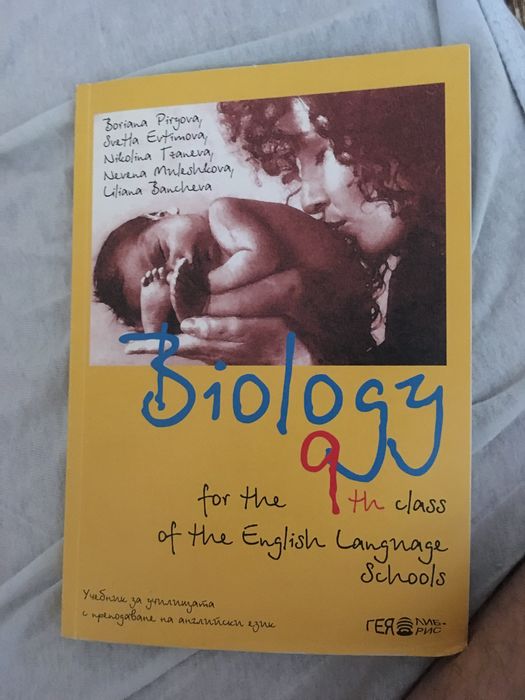 Boriana Pirgova,
Svetla Evtimova,
Nikolina Tzaneva,
Nevena Muleshkova,
Liliana Bancheva
Biology
for the 9th class
of the English Language
Schools
Учебник за училищата
с преподаване на английски език
ГЕЯ ЛИБ-
РИС